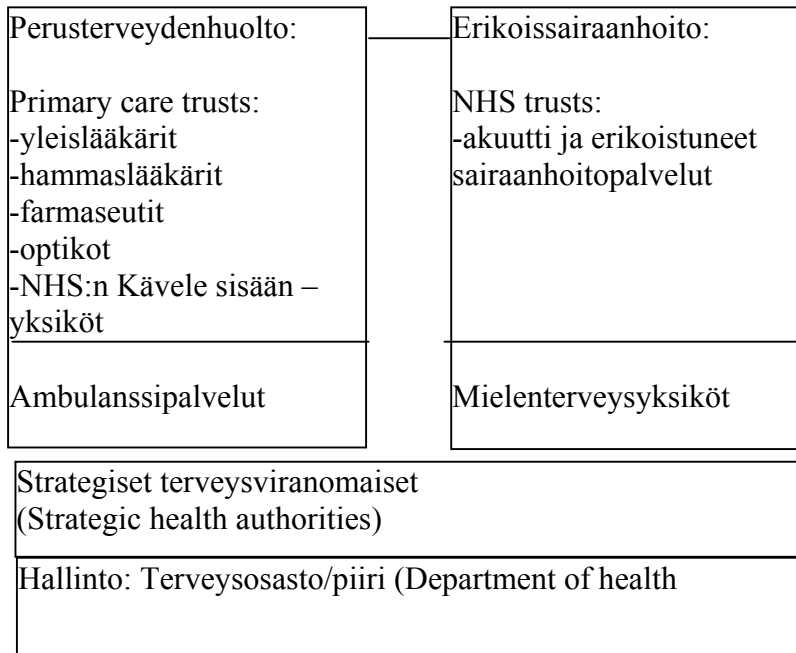 Perusterveydenhuolto:
Primary care trusts:
-yleislääkärit
-hammaslääkärit
-farmaseutit
-optikot
-NHS:n Kävele sisään –
yksiköt
Ambulanssipalvelut
Erikoissairaanhoito:
NHS trusts:
-akuutti ja erikoistuneet
sairaanhoitopalvelut
Mielenterveysyksiköt
Strategiset terveysviranomaiset
(Strategic health authorities)
Hallinto: Terveysosasto/piiri (Department of health